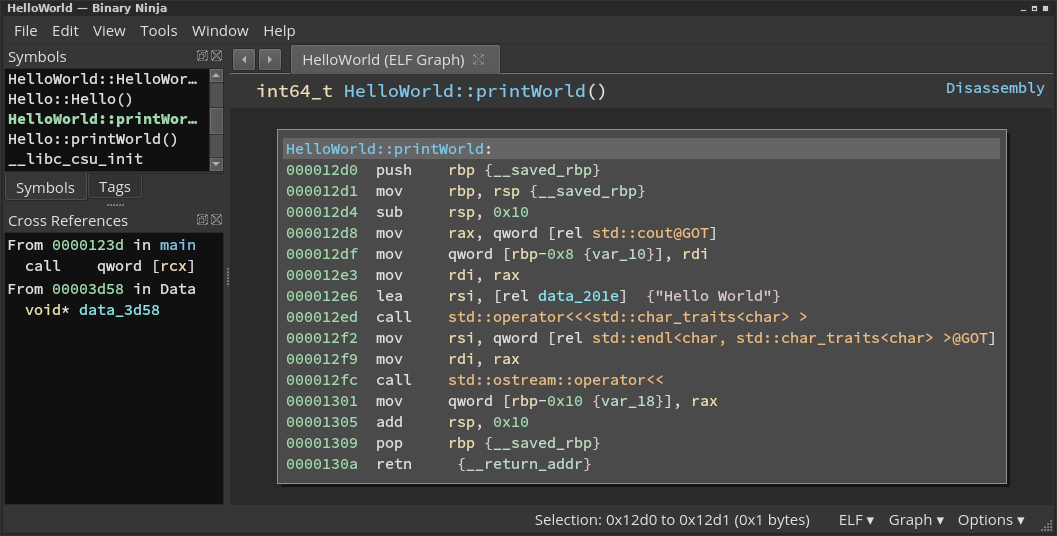 HelloWorld — Binary Ninja
File Edit View Tools Window Help
Symbols
HelloWorld::HelloWor…
Hello::Hello()
HelloWorld::printWor…
Hello::printWorld()
__libc_csu_init
Symbols Tags
Cross References
From 0000123d in main
call qword [rcx]
From 00003d58 in Data
void* data_3d58
HelloWorld (ELF Graph)
int64_t HelloWorld::printWorld()
Disassembly
HelloWorld::printWorld:
000012d0 push rbp {__saved_rbp}
000012d1 mov rbp, rsp {__saved_rbp}
000012d4 sub rsp, 0x10
000012d8 mov rax, qword [rel std::cout@GOT]
000012df mov qword [rbp-0x8 {var_10}], rdi
000012e3 mov rdi, rax
000012e6 lea rsi, [rel data_201e] {"Hello World"}
000012ed call std::operator<<<std::char_traits<char> >
000012f2 mov rsi, qword [rel std::endl<char, std::char_traits<char> >@GOT]
000012f9 mov rdi, rax
000012fc call std::ostream::operator<<
00001301 mov qword [rbp-0x10 {var_18}], rax
00001305 add rsp, 0x10
00001309 pop rbp {__saved_rbp}
0000130a retn {__return_addr}
Selection: 0x12d0 to 0x12d1 (0x1 bytes) ELF ▾ Graph ▾ Options ▾